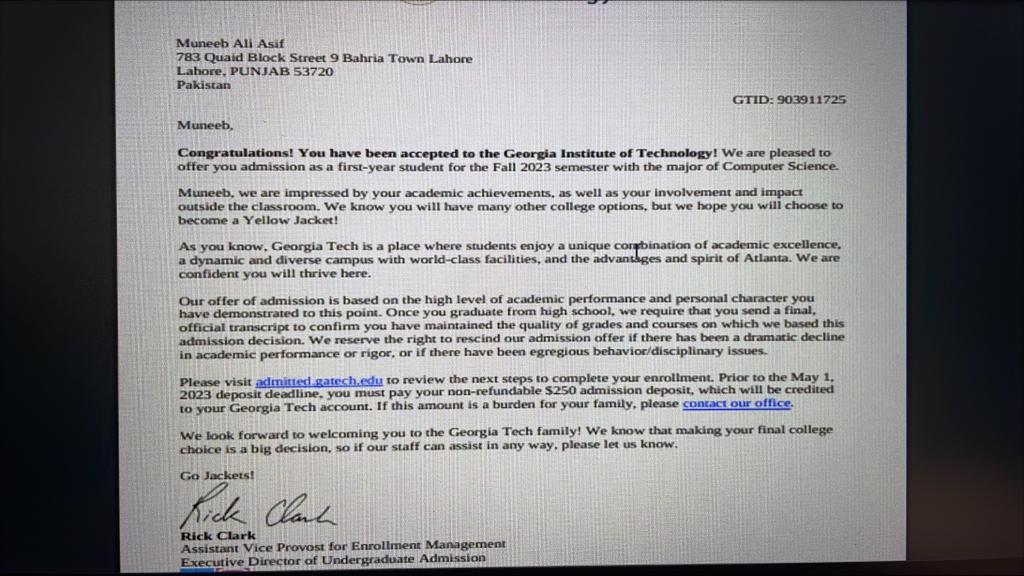 Muneeb Ali Asif
783 Quaid Block Street 9 Bahria Town Lahore
Lahore, PUNJAB 53720
Pakistan
GTID: 903911725
Muneeb,
Congratulations! You have been accepted to the Georgia Institute of Technology! We are pleased to
offer you admission as a first-year student for the Fall 2023 semester with the major of Computer Science.
Muneeb, we are impressed by your academic achievements, as well as your involvement and impact
outside the classroom. We know you will have many other college options, but we hope you will choose to
become a Yellow Jacket!
As you know, Georgia Tech is a place where students enjoy a unique combination of academic excellence,
a dynamic and diverse campus with world-class facilities, and the advantages and spirit of Atlanta. We are
confident you will thrive here.
Our offer of admission is based on the high level of academic performance and personal character you
have demonstrated to this point. Once you graduate from high school, we require that you send a final,
official transcript to confirm you have maintained the quality of grades and courses on which we based this
admission decision. We reserve the right to rescind our admission offer if there has been a dramatic decline
in academic performance or rigor, or if there have been egregious behavior/disciplinary issues.
Please visit admitted.gatech.edu to review the next steps to complete your enrollment. Prior to the May 1,
2023 deposit deadline, you must pay your non-refundable $250 admission deposit, which will be credited
to your Georgia Tech account. If this amount is a burden for your family, please contact our office.
We look forward to welcoming you to the Georgia Tech family! We know that making your final college
choice is a big decision, so if our staff can assist in any way, please let us know.
Go Jackets!
Rick Clark
Rick Clark
Assistant Vice Provost for Enrollment Management
Executive Director of Undergraduate Admission